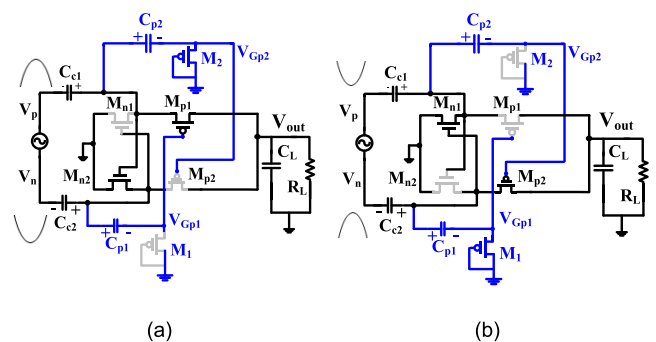 Cp2
+ -
VGp2
M2
Cc1
+
Mn1
Mp1
Vp
Vout
CL
Mn2
Mp2
RL
Vn
VGp1
- +
Cc2
+ -
Cp1
M1
(a)
Cp2
+ -
VGp2
M2
Cc1
+
Mn1
Mp1
Vp
Vout
CL
Mn2
Mp2
RL
Vn
VGp1
- +
Cc2
+ -
Cp1
M1
(b)